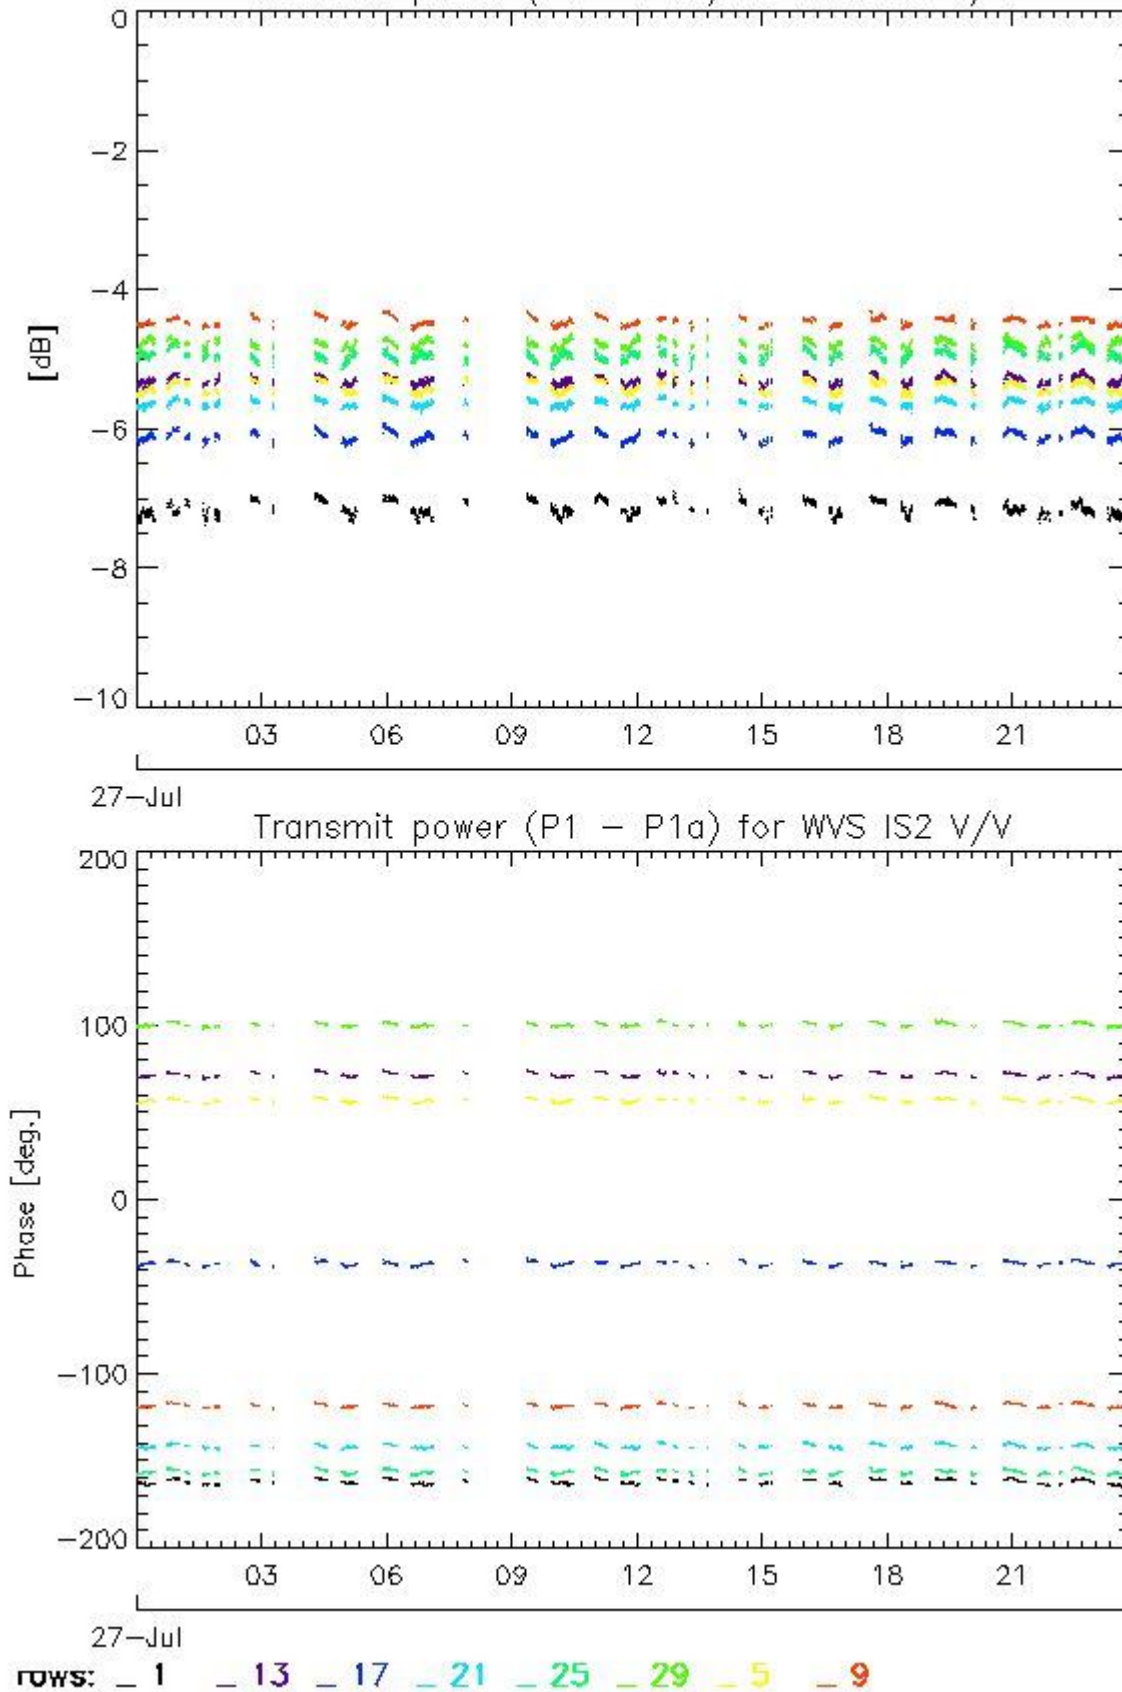 0
-2
-4
[dB]
-6
-8
-10
03 06 09 12 15 18 21
27-Jul
Transmit power (P1 - P1a) for WVS IS2 V/V
200
100
0
Phase [deg.]
-100
-200
03 06 09 12 15 18 21
27-Jul
rows: _ 1 _ 13 _ 17 _ 21 _ 25 _ 29 _ 5 _ 9